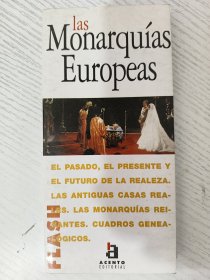 las
Monarquías
Europeas
FLASH
EL PASADO, EL PRESENTE Y
EL FUTURO DE LA REALEZA.
LAS ANTIGUAS CASAS REA-
ES. LAS MONARQUÍAS REI-
ANTES. CUADROS GENEA-
ÓGICOS.
ACENTO
EDITORIAL